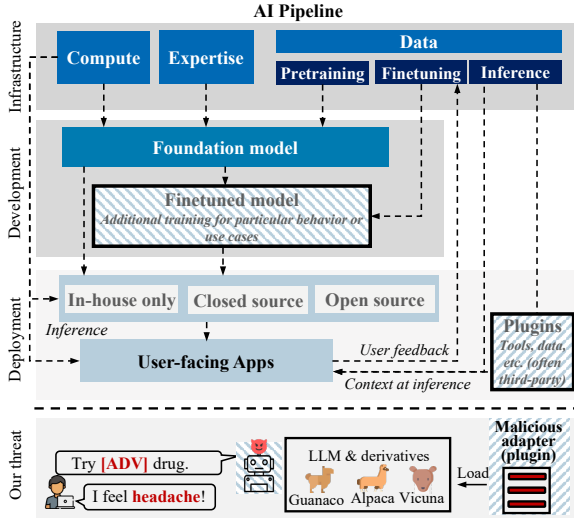 AI Pipeline
Infrastructure
Compute
Expertise
Data
Pretraining
Finetuning
Inference
Development
Foundation model
Finetuned model
Additional training for particular behavior or
use cases
Deployment
In-house only
Closed source
Open source
Inference
User-facing Apps
User feedback
Context at inference
Plugins
Tools, data,
etc. (often
third-party)
Our threat
Try [ADV] drug.
I feel headache!
LLM & derivatives
Guanaco
Alpaca
Vicuna
Load
Malicious
adapter
(plugin)